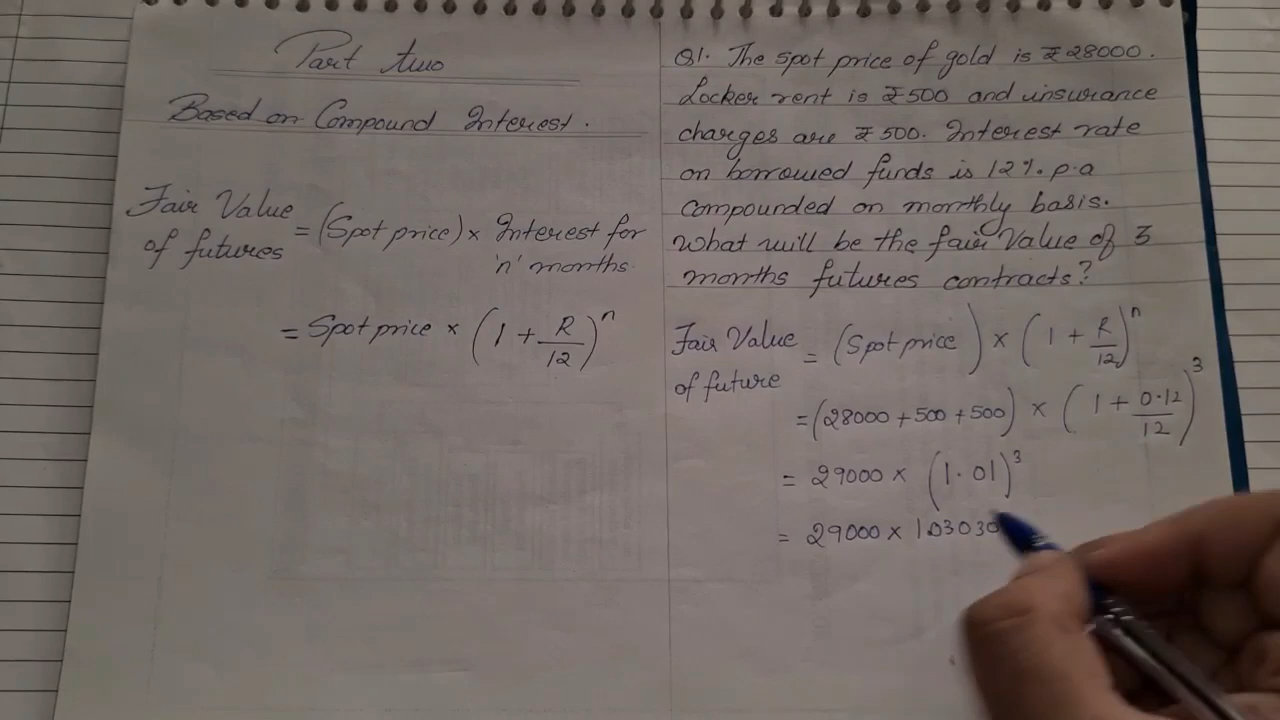 Part two
Based on Compound Interest.
Fair Value of futures = (Spot price) × Interest for 'n' months.
= Spot price × (1 + R/12)^n
Q1. The spot price of gold is ₹28000.
Locker rent is ₹500 and insurance
charges are ₹500. Interest rate
on borrowed funds is 12%. p.a
compounded on monthly basis.
What will be the fair Value of 3
months futures contracts?
Fair Value of future = (Spot price) × (1 + R/12)^n
= (28000 + 500 + 500) × (1 + 0.12/12)^3
= 29000 × (1.01)^3
= 29000 × 1.03030